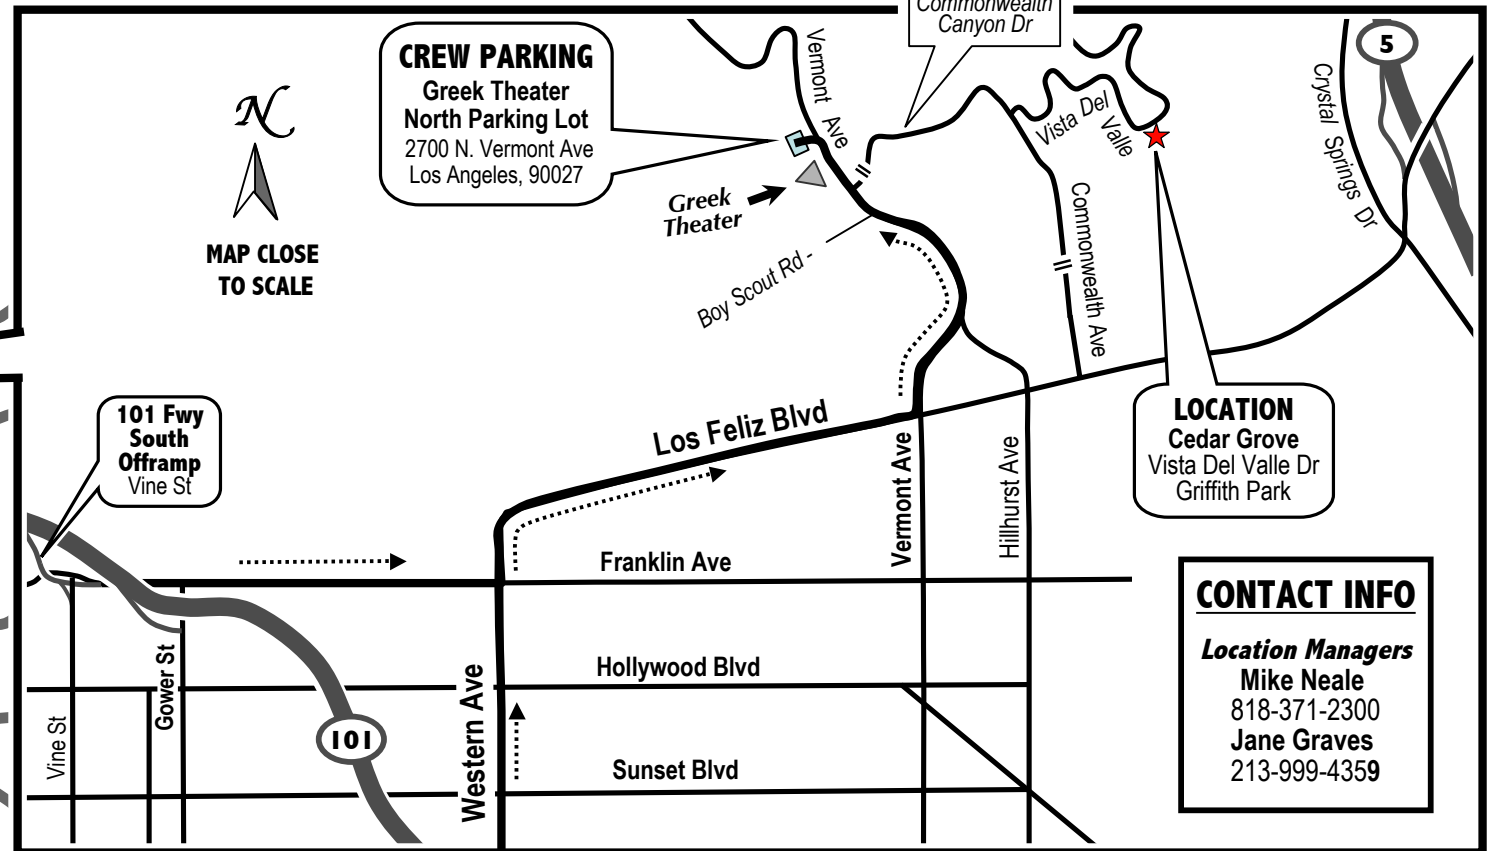 Commonwealth
Canyon Dr
CREW PARKING
Greek Theater
North Parking Lot
2700 N. Vermont Ave
Los Angeles, 90027
N
MAP CLOSE
TO SCALE
Vermont Ave
Greek
Theater
Boy Scout Rd -
Vista Del
Valle
Commonwealth Ave
Crystal Springs Dr
5
101 Fwy
South
Offramp
Vine St
Los Feliz Blvd
LOCATION
Cedar Grove
Vista Del Valle Dr
Griffith Park
Vermont Ave
Hillhurst Ave
Franklin Ave
Hollywood Blvd
Sunset Blvd
Vine St
Gower St
101
Western Ave
CONTACT INFO
Location Managers
Mike Neale
818-371-2300
Jane Graves
213-999-4359